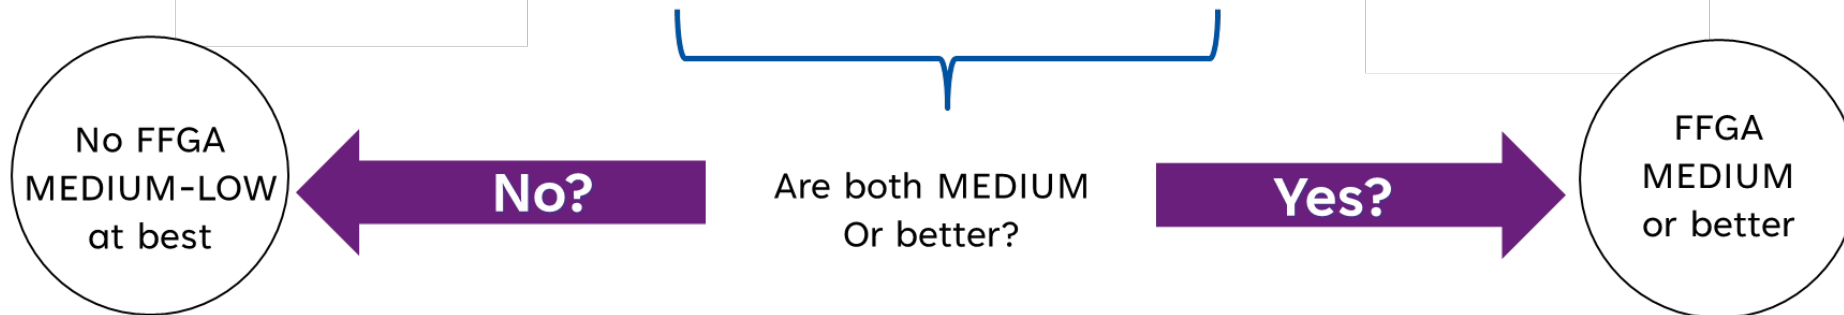 No FFGA
MEDIUM-LOW
at best
No?
Are both MEDIUM
Or better?
Yes?
FFGA
MEDIUM
or better